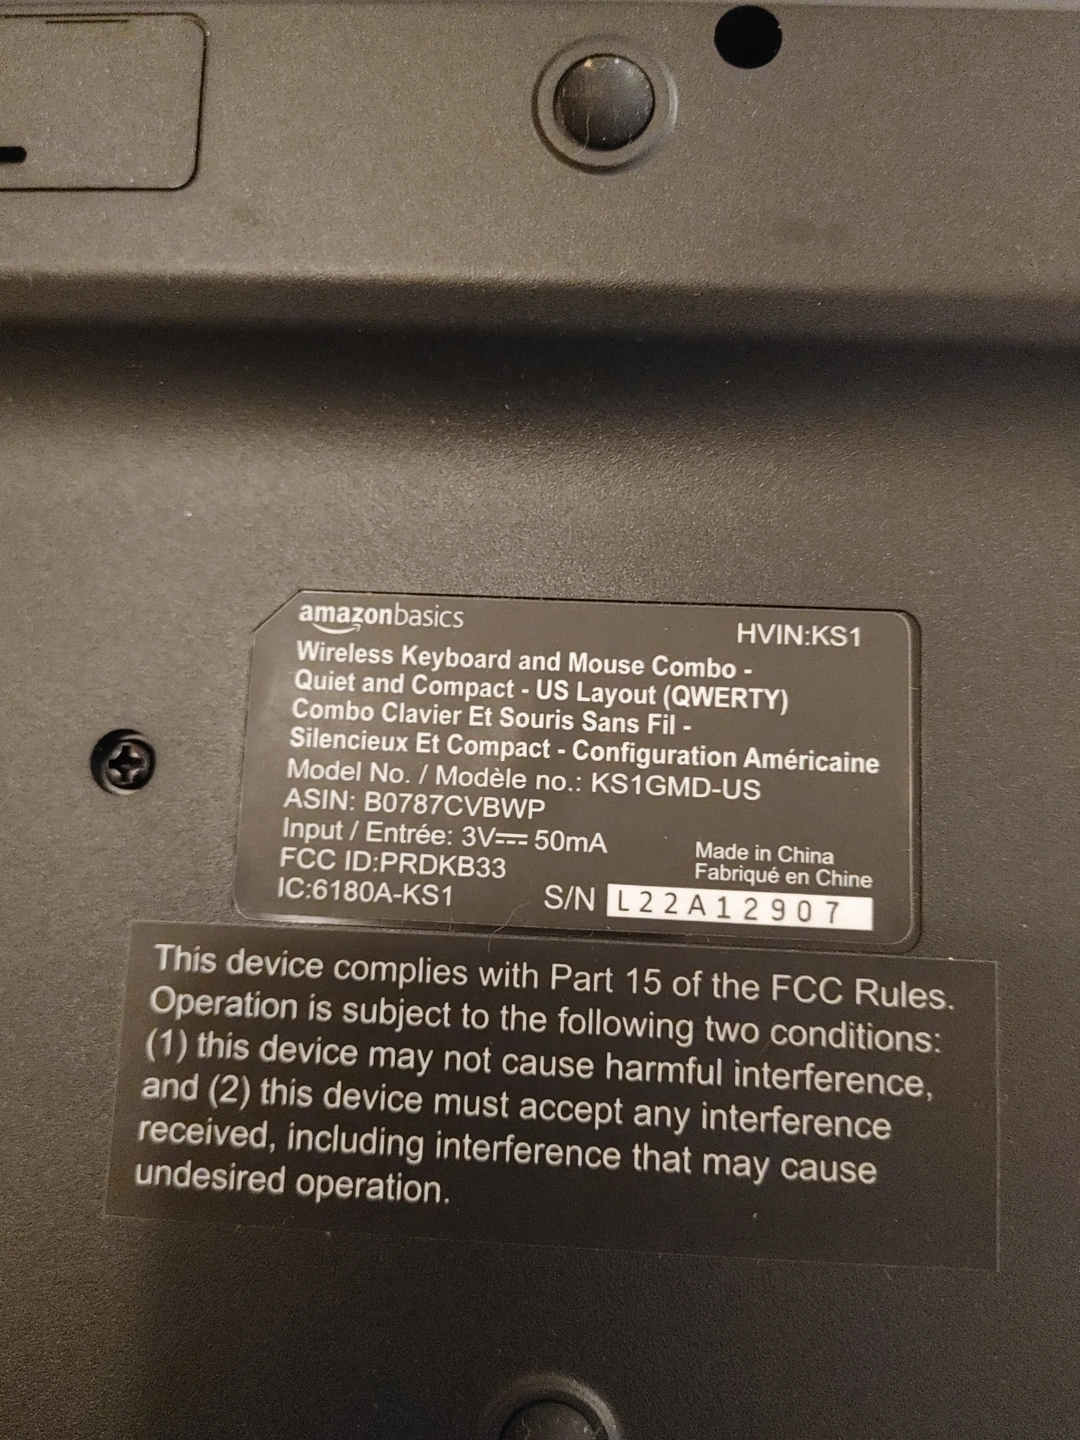 amazonbasics
HVIN:KS1
Wireless Keyboard and Mouse Combo -
Quiet and Compact - US Layout (QWERTY)
Combo Clavier Et Souris Sans Fil -
Silencieux Et Compact - Configuration Américaine
Model No. / Modèle no.: KS1GMD-US
ASIN: B0787CVBWP
Input / Entrée: 3V⎓ 50mA
FCC ID:PRDKB33
IC:6180A-KS1
Made in China
Fabriqué en Chine
S/N L22A12907
This device complies with Part 15 of the FCC Rules.
Operation is subject to the following two conditions:
(1) this device may not cause harmful interference,
and (2) this device must accept any interference
received, including interference that may cause
undesired operation.